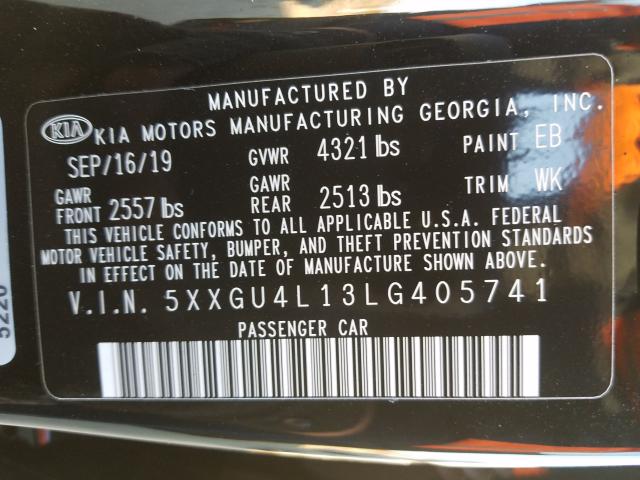 MANUFACTURED BY
KIA KIA MOTORS MANUFACTURING GEORGIA, INC.
SEP/16/19 GVWR 4321 lbs PAINT EB
GAWR FRONT 2557 lbs GAWR REAR 2513 lbs TRIM WK
THIS VEHICLE CONFORMS TO ALL APPLICABLE U.S.A. FEDERAL
MOTOR VEHICLE SAFETY, BUMPER, AND THEFT PREVENTION STANDARDS
IN EFFECT ON THE DATE OF MANUFACTURE SHOWN ABOVE.
V.I.N. 5XXGU4L13LG405741
PASSENGER CAR
5220